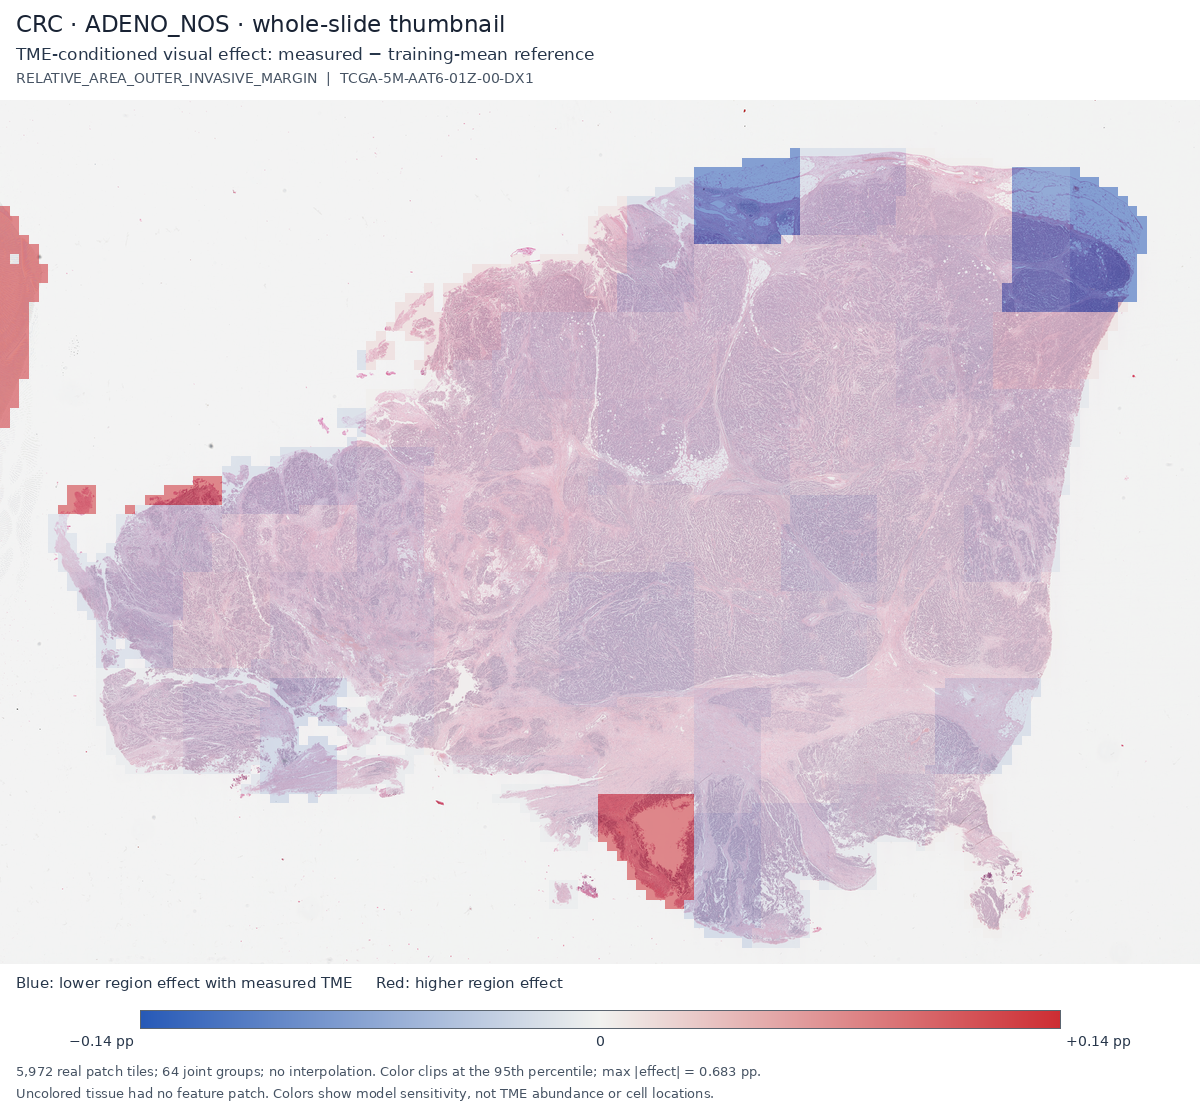 CRC · ADENO_NOS · whole-slide thumbnail
TME-conditioned visual effect: measured − training-mean reference
RELATIVE_AREA_OUTER_INVASIVE_MARGIN | TCGA-5M-AAT6-01Z-00-DX1
Blue: lower region effect with measured TME Red: higher region effect
−0.14 pp 0 +0.14 pp
5,972 real patch tiles; 64 joint groups; no interpolation. Color clips at the 95th percentile; max |effect| = 0.683 pp.
Uncolored tissue had no feature patch. Colors show model sensitivity, not TME abundance or cell locations.